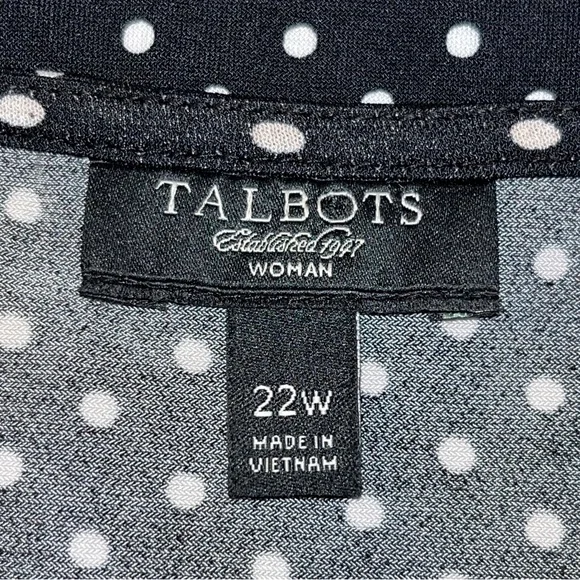 TALBOTS
Established 1947
WOMAN
22W
MADE IN
VIETNAM